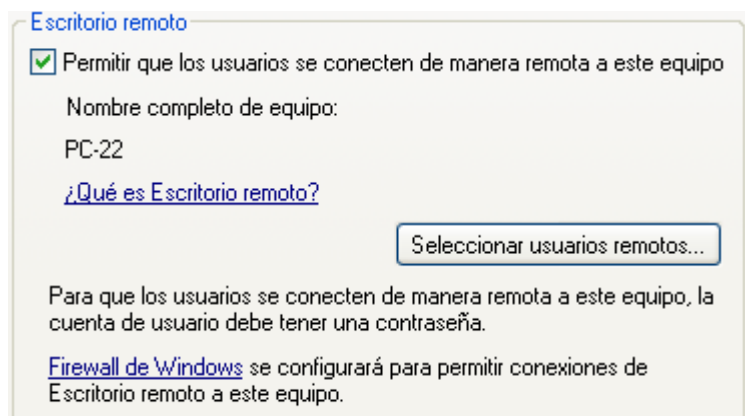 Escritorio remoto
Permitir que los usuarios se conecten de manera remota a este equipo
Nombre completo de equipo:
PC-22
¿Qué es Escritorio remoto?
Seleccionar usuarios remotos...
Para que los usuarios se conecten de manera remota a este equipo, la
cuenta de usuario debe tener una contraseña.
Firewall de Windows se configurará para permitir conexiones de
Escritorio remoto a este equipo.